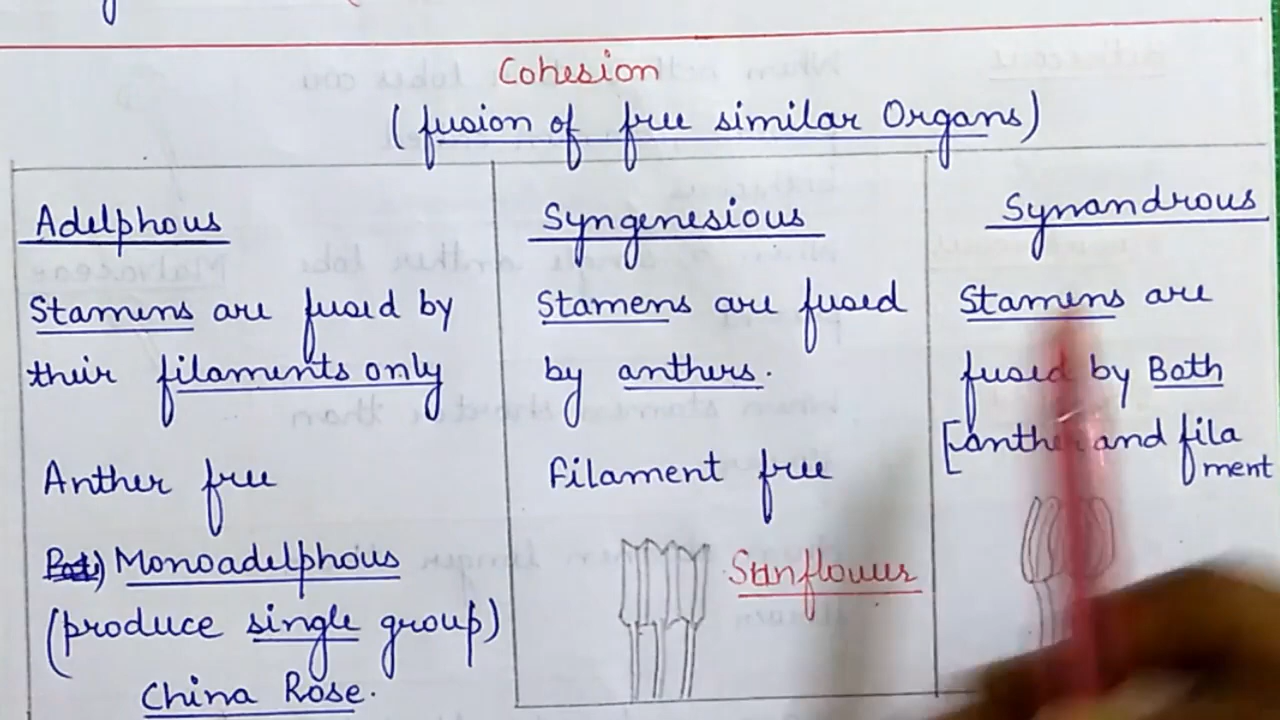 Cohesion
(fusion of free similar Organs)
Adelphous
Stamens are fused by
their filaments only
Anther free
Monoadelphous
(produce single group)
China Rose.
Syngenesious
Stamens are fused
by anthers.
Filament free
Sunflower
Synandrous
Stamens are
fused by Both
[anther and fila
ment